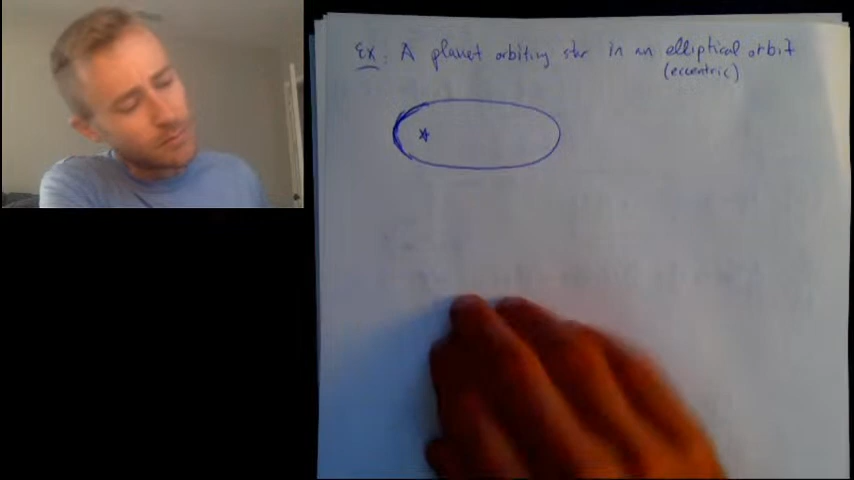 Ex: A planet orbiting star in an elliptical orbit
(eccentric)